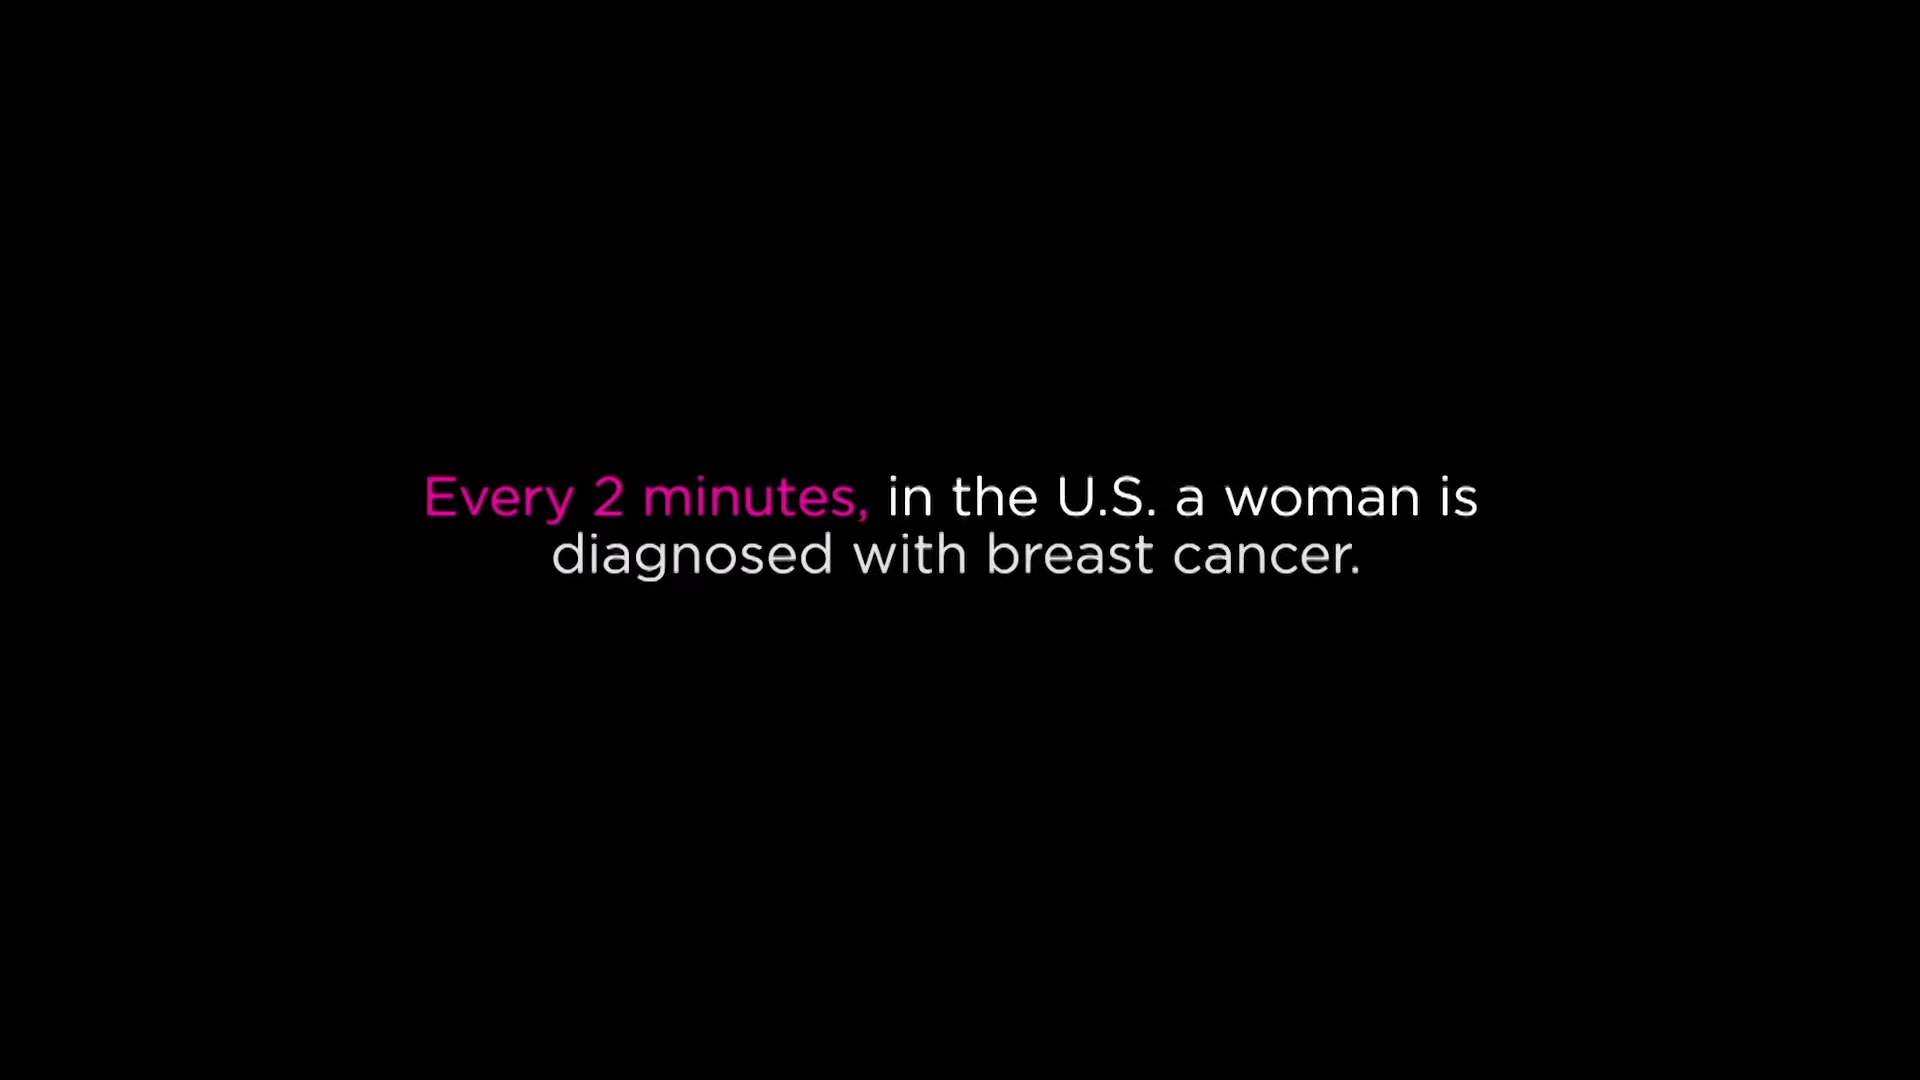 Every 2 minutes, in the U.S. a woman is
diagnosed with breast cancer.